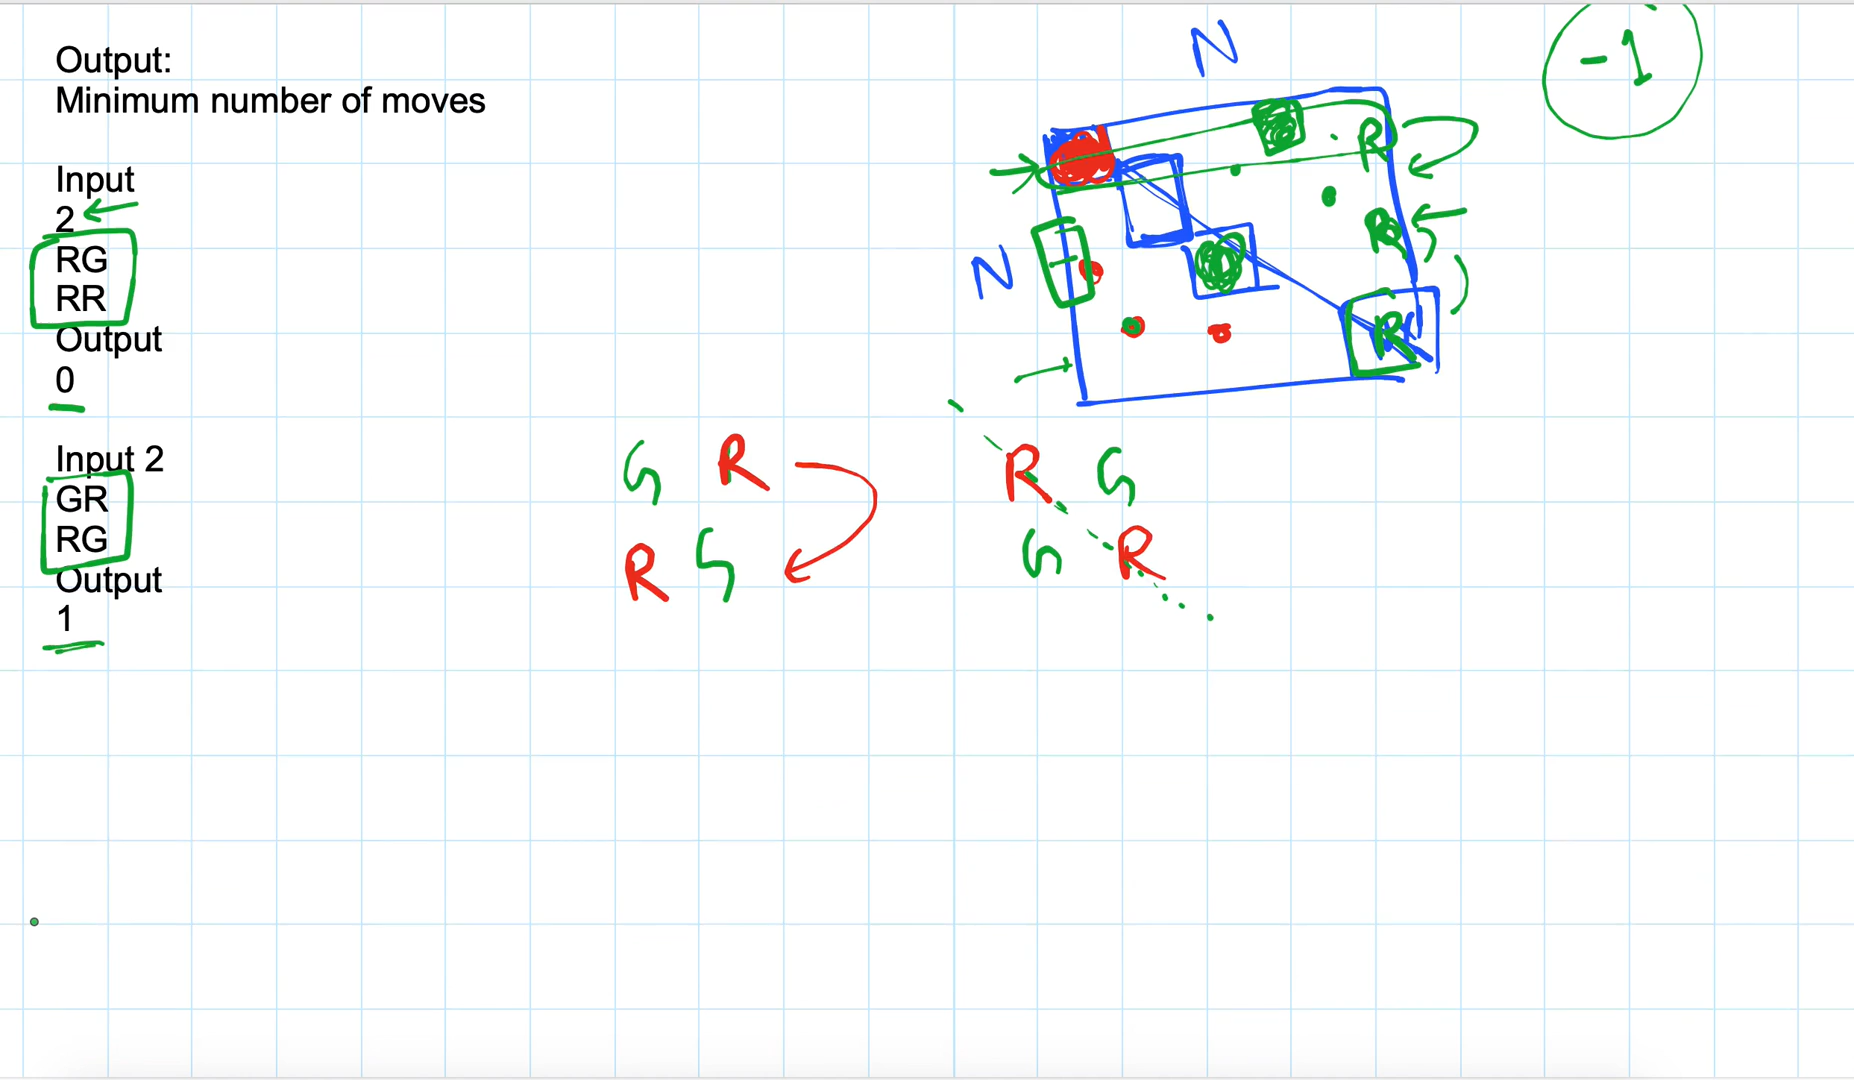 Output:
Minimum number of moves
Input
2
RG
RR
Output
0
Input 2
GR
RG
Output
1
N
-1
R
N
R
G R
R G
R G
G R